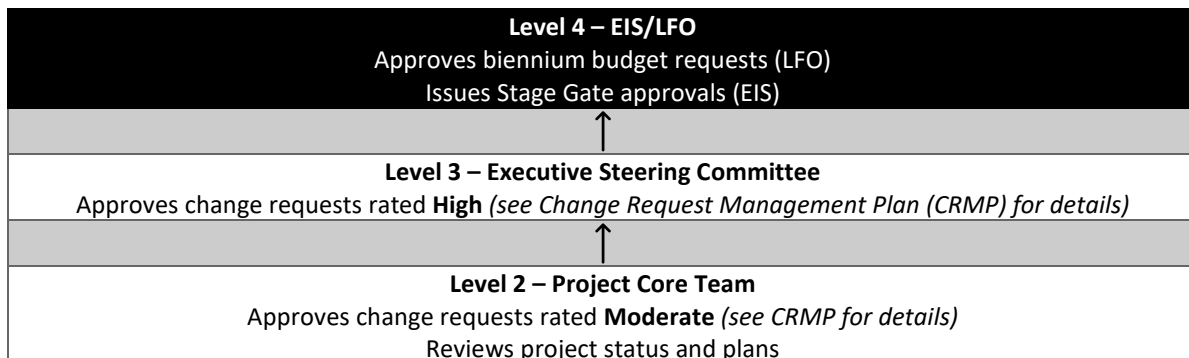 Level 4 – EIS/LFO
Approves biennium budget requests (LFO)
Issues Stage Gate approvals (EIS)
Level 3 – Executive Steering Committee
Approves change requests rated High (see Change Request Management Plan (CRMP) for details)
Level 2 – Project Core Team
Approves change requests rated Moderate (see CRMP for details)
Reviews project status and plans